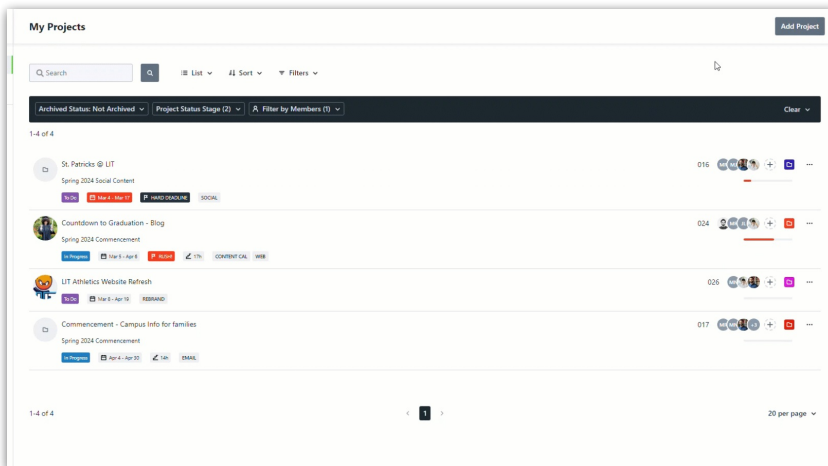 My Projects
Add Project
Search
List
Sort
Filters
Archived Status: Not Archived
Project Status Stage (2)
Filter by Members (1)
Clear
1-4 of 4
St. Patricks @ LIT
016
Spring 2024 Social Content
To Do
Mar 4 - Mar 17
HARD DEADLINE
SOCIAL
Countdown to Graduation - Blog
024
Spring 2024 Commencement
In Progress
RUSH
17h
CONTENT CAL
WEB
LIT Athletics Website Refresh
026
To Do
Mar 8 - Apr 19
REBRAND
Commencement - Campus Info for families
017
Spring 2024 Commencement
In Progress
Apr 4 - Apr 30
14h
EMAIL
1-4 of 4
1
20 per page